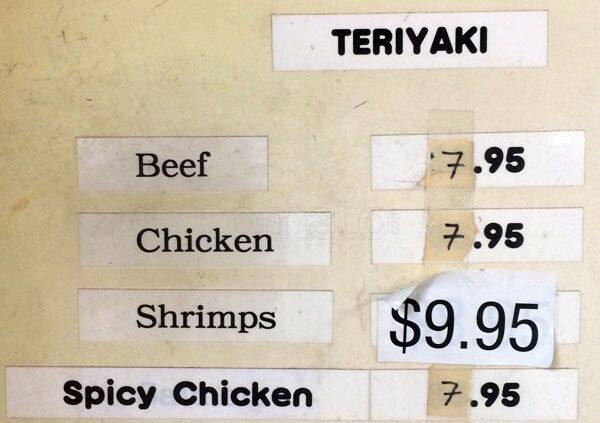 TERIYAKI
Beef 7.95
Chicken 7.95
Shrimps $9.95
Spicy Chicken 7.95